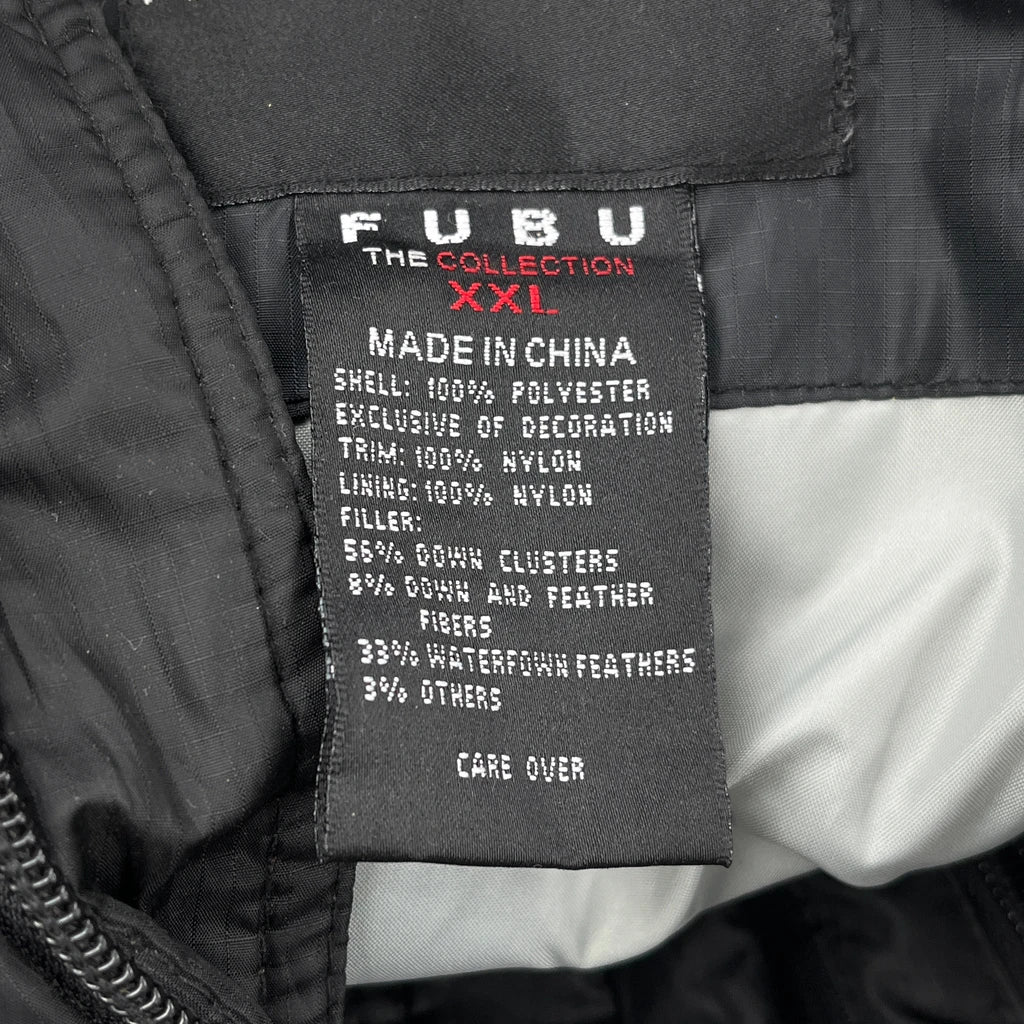 FUBU
THE COLLECTION
XXL
MADE IN CHINA
SHELL: 100% POLYESTER
EXCLUSIVE OF DECORATION
TRIM: 100% NYLON
LINING: 100% NYLON
FILLER:
56% DOWN CLUSTERS
8% DOWN AND FEATHER
FIBERS
33% WATERFOWN FEATHERS
3% OTHERS
CARE OVER